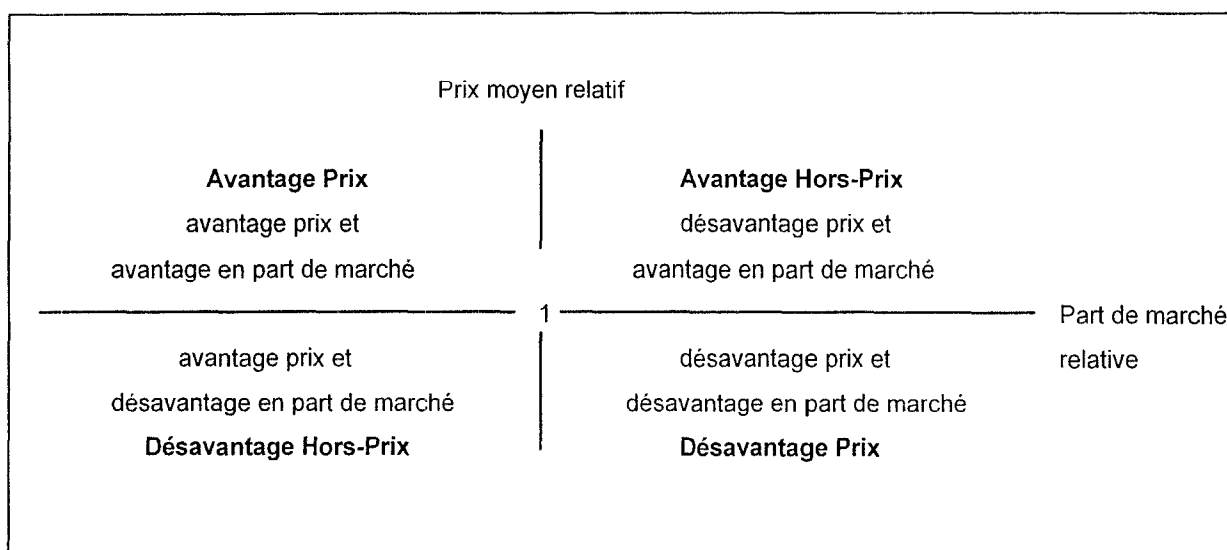 Prix moyen relatif
Avantage Prix
avantage prix et
avantage en part de marché
Avantage Hors-Prix
désavantage prix et
avantage en part de marché
1
Part de marché
relative
avantage prix et
désavantage en part de marché
Désavantage Hors-Prix
désavantage prix et
désavantage en part de marché
Désavantage Prix